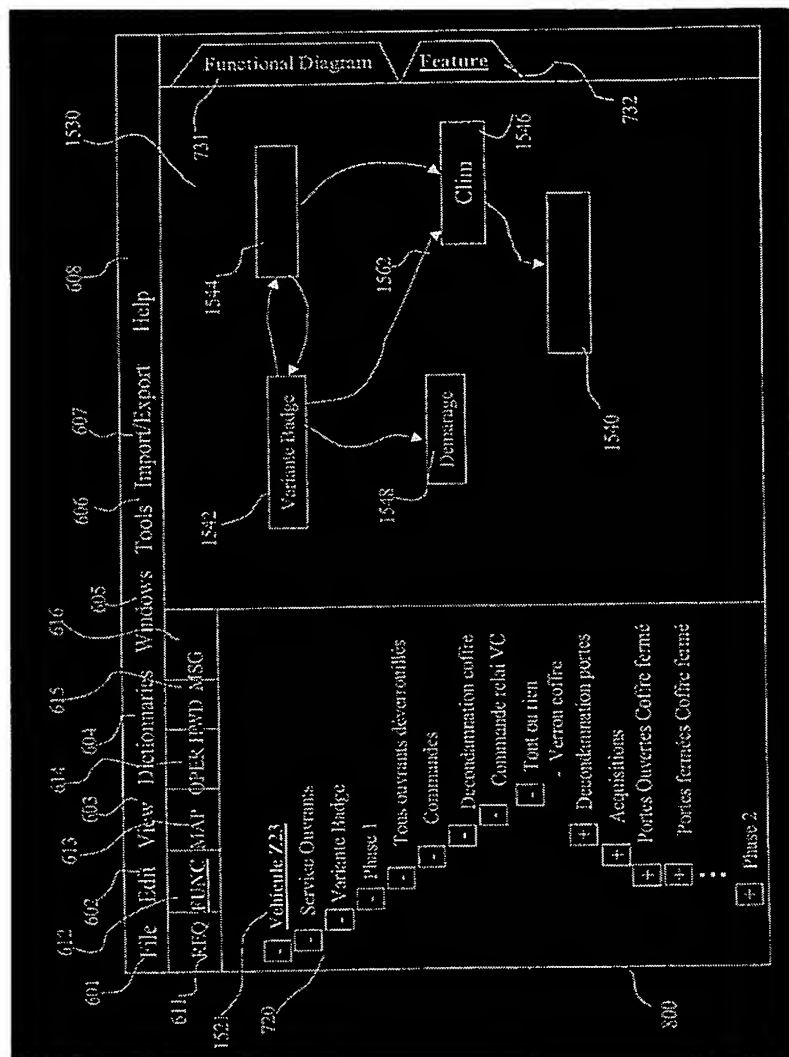 601
602
603
604
605
606
607
608
File Edit View Dictionnaries Windows Tools Import/Export Help
611
612
613
614
615
616
REQ FUNC MAP OPER HWD MSG
1530
1521
720
800
- Véhicule Z23
- Service Ouvrants
- Variante Badge
- Phase 1
- Tous ouvrants déverrouillés
- Commandes
- Decondamnation coffre
- Commande relai VC
- Tout ou rien
- Verrou coffre
+ Decondamnation portes
+ Acquisitions
+ Portes Ouvertes Coffre fermé
+ Portes fermées Coffre fermé
...
+ Phase 2
1542
Variante Badge
1544
1548
Demarage
1562
Clim
1546
1540
731
Functional Diagram
Feature
732